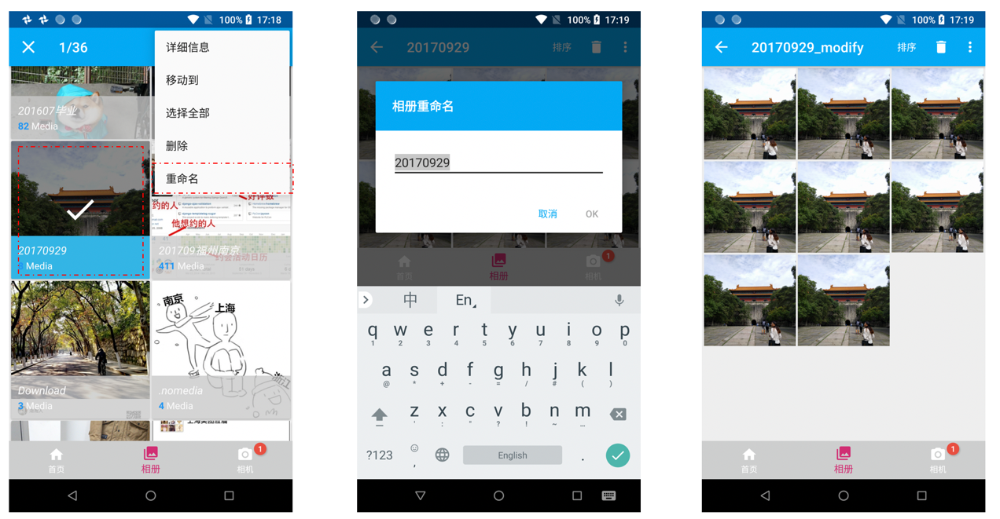 100% 17:18
1/36
详细信息
移动到
选择全部
删除
重命名
201607毕业
82 Media
约的人
好评数
他想约的人
20170929
Media
201709福州南京
约会活动日历
411 Media
南京
上海
浙江
Download
3 Media
.nomedia
4 Media
首页
相册
相机
1
100% 17:19
20170929
排序
相册重命名
20170929
取消
OK
首页
相册
相机
1
中
En
q w e r t y u i o p
1 2 3 4 5 6 7 8 9 0
a s d f g h j k l
@ * + - = / # ( )
z x c v b n m
' : " ? ! ~ …
?123
,
English
.
100% 17:19
20170929_modify
排序
首页
相册
相机
1